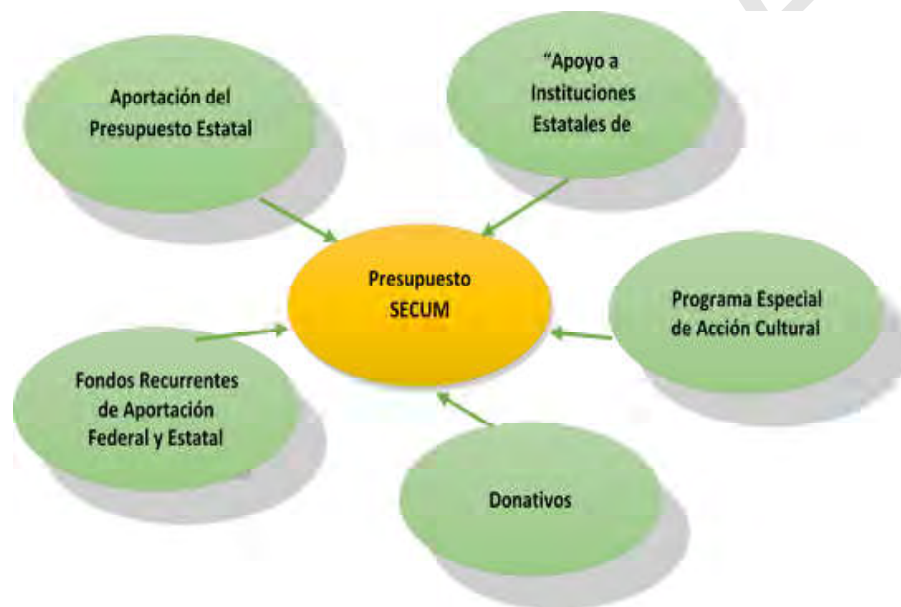 Aportación del
Presupuesto Estatal
“Apoyo a
Instituciones
Estatales de
Presupuesto
SECUM
Programa Especial
de Acción Cultural
Fondos Recurrentes
de Aportación
Federal y Estatal
Donativos